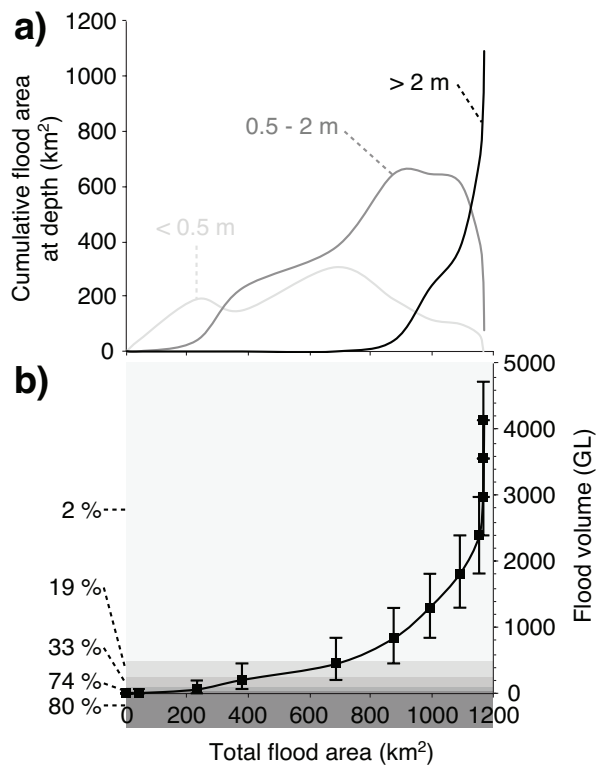 a)
1200
1000
800
600
400
200
0
Cumulative flood area
at depth (km²)
> 2 m
0.5 - 2 m
< 0.5 m
b)
5000
4000
3000
2000
1000
0
Flood volume (GL)
2 %
19 %
33 %
74 %
80 %
0 200 400 600 800 1000 1200
Total flood area (km²)